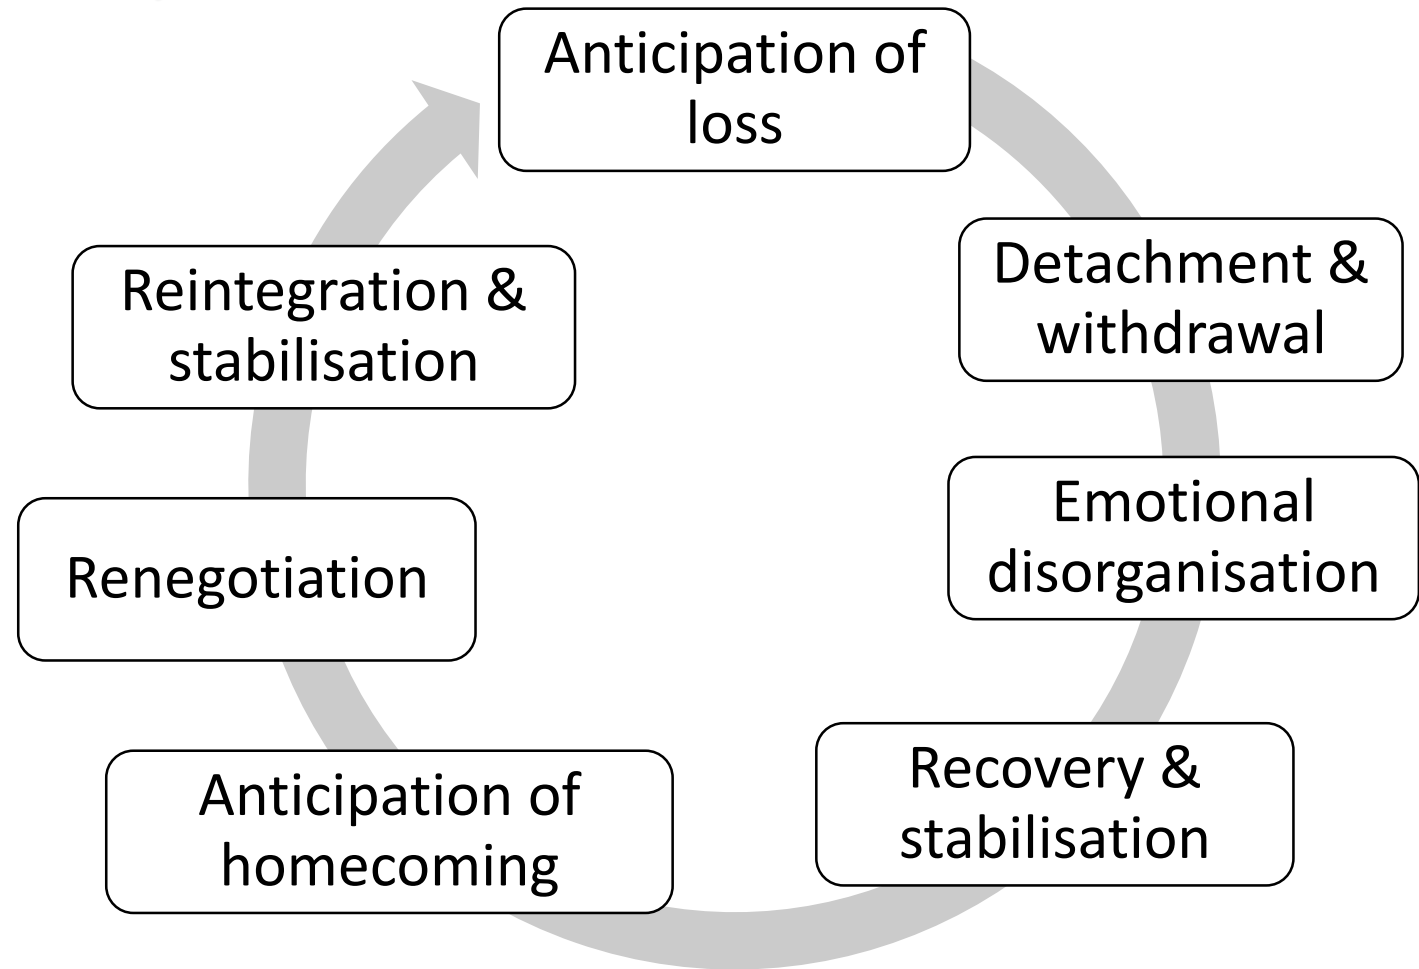 Anticipation of
loss
Detachment &
withdrawal
Emotional
disorganisation
Recovery &
stabilisation
Anticipation of
homecoming
Renegotiation
Reintegration &
stabilisation